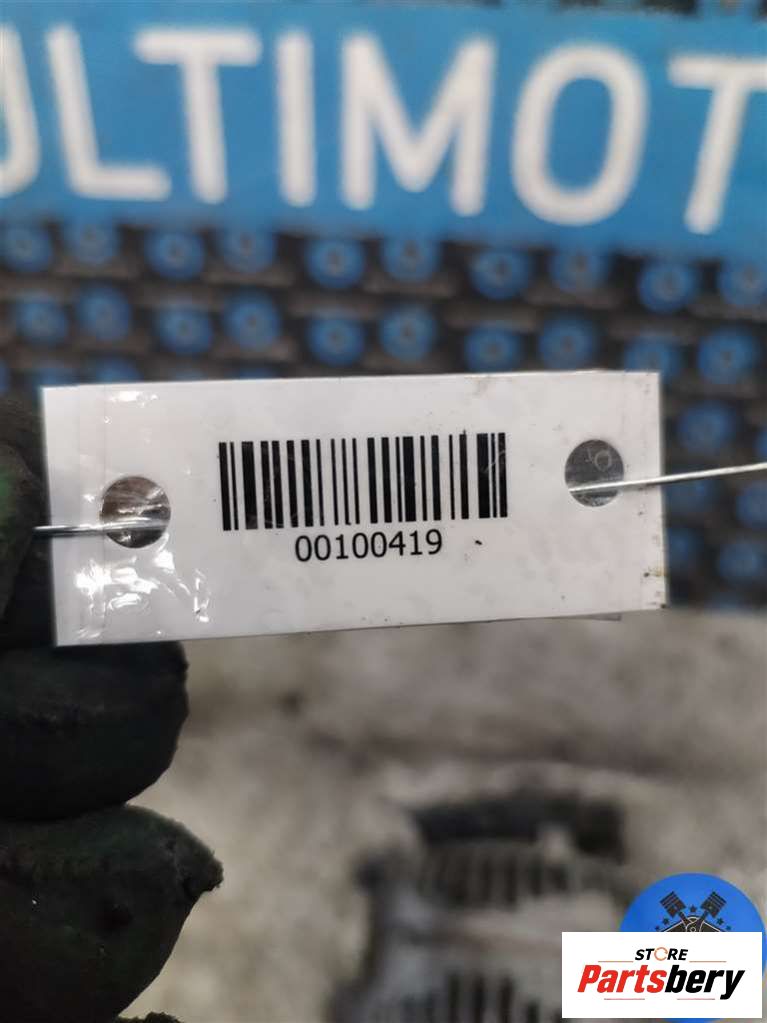 ULTIMOT
00100419
STORE
Partsbery